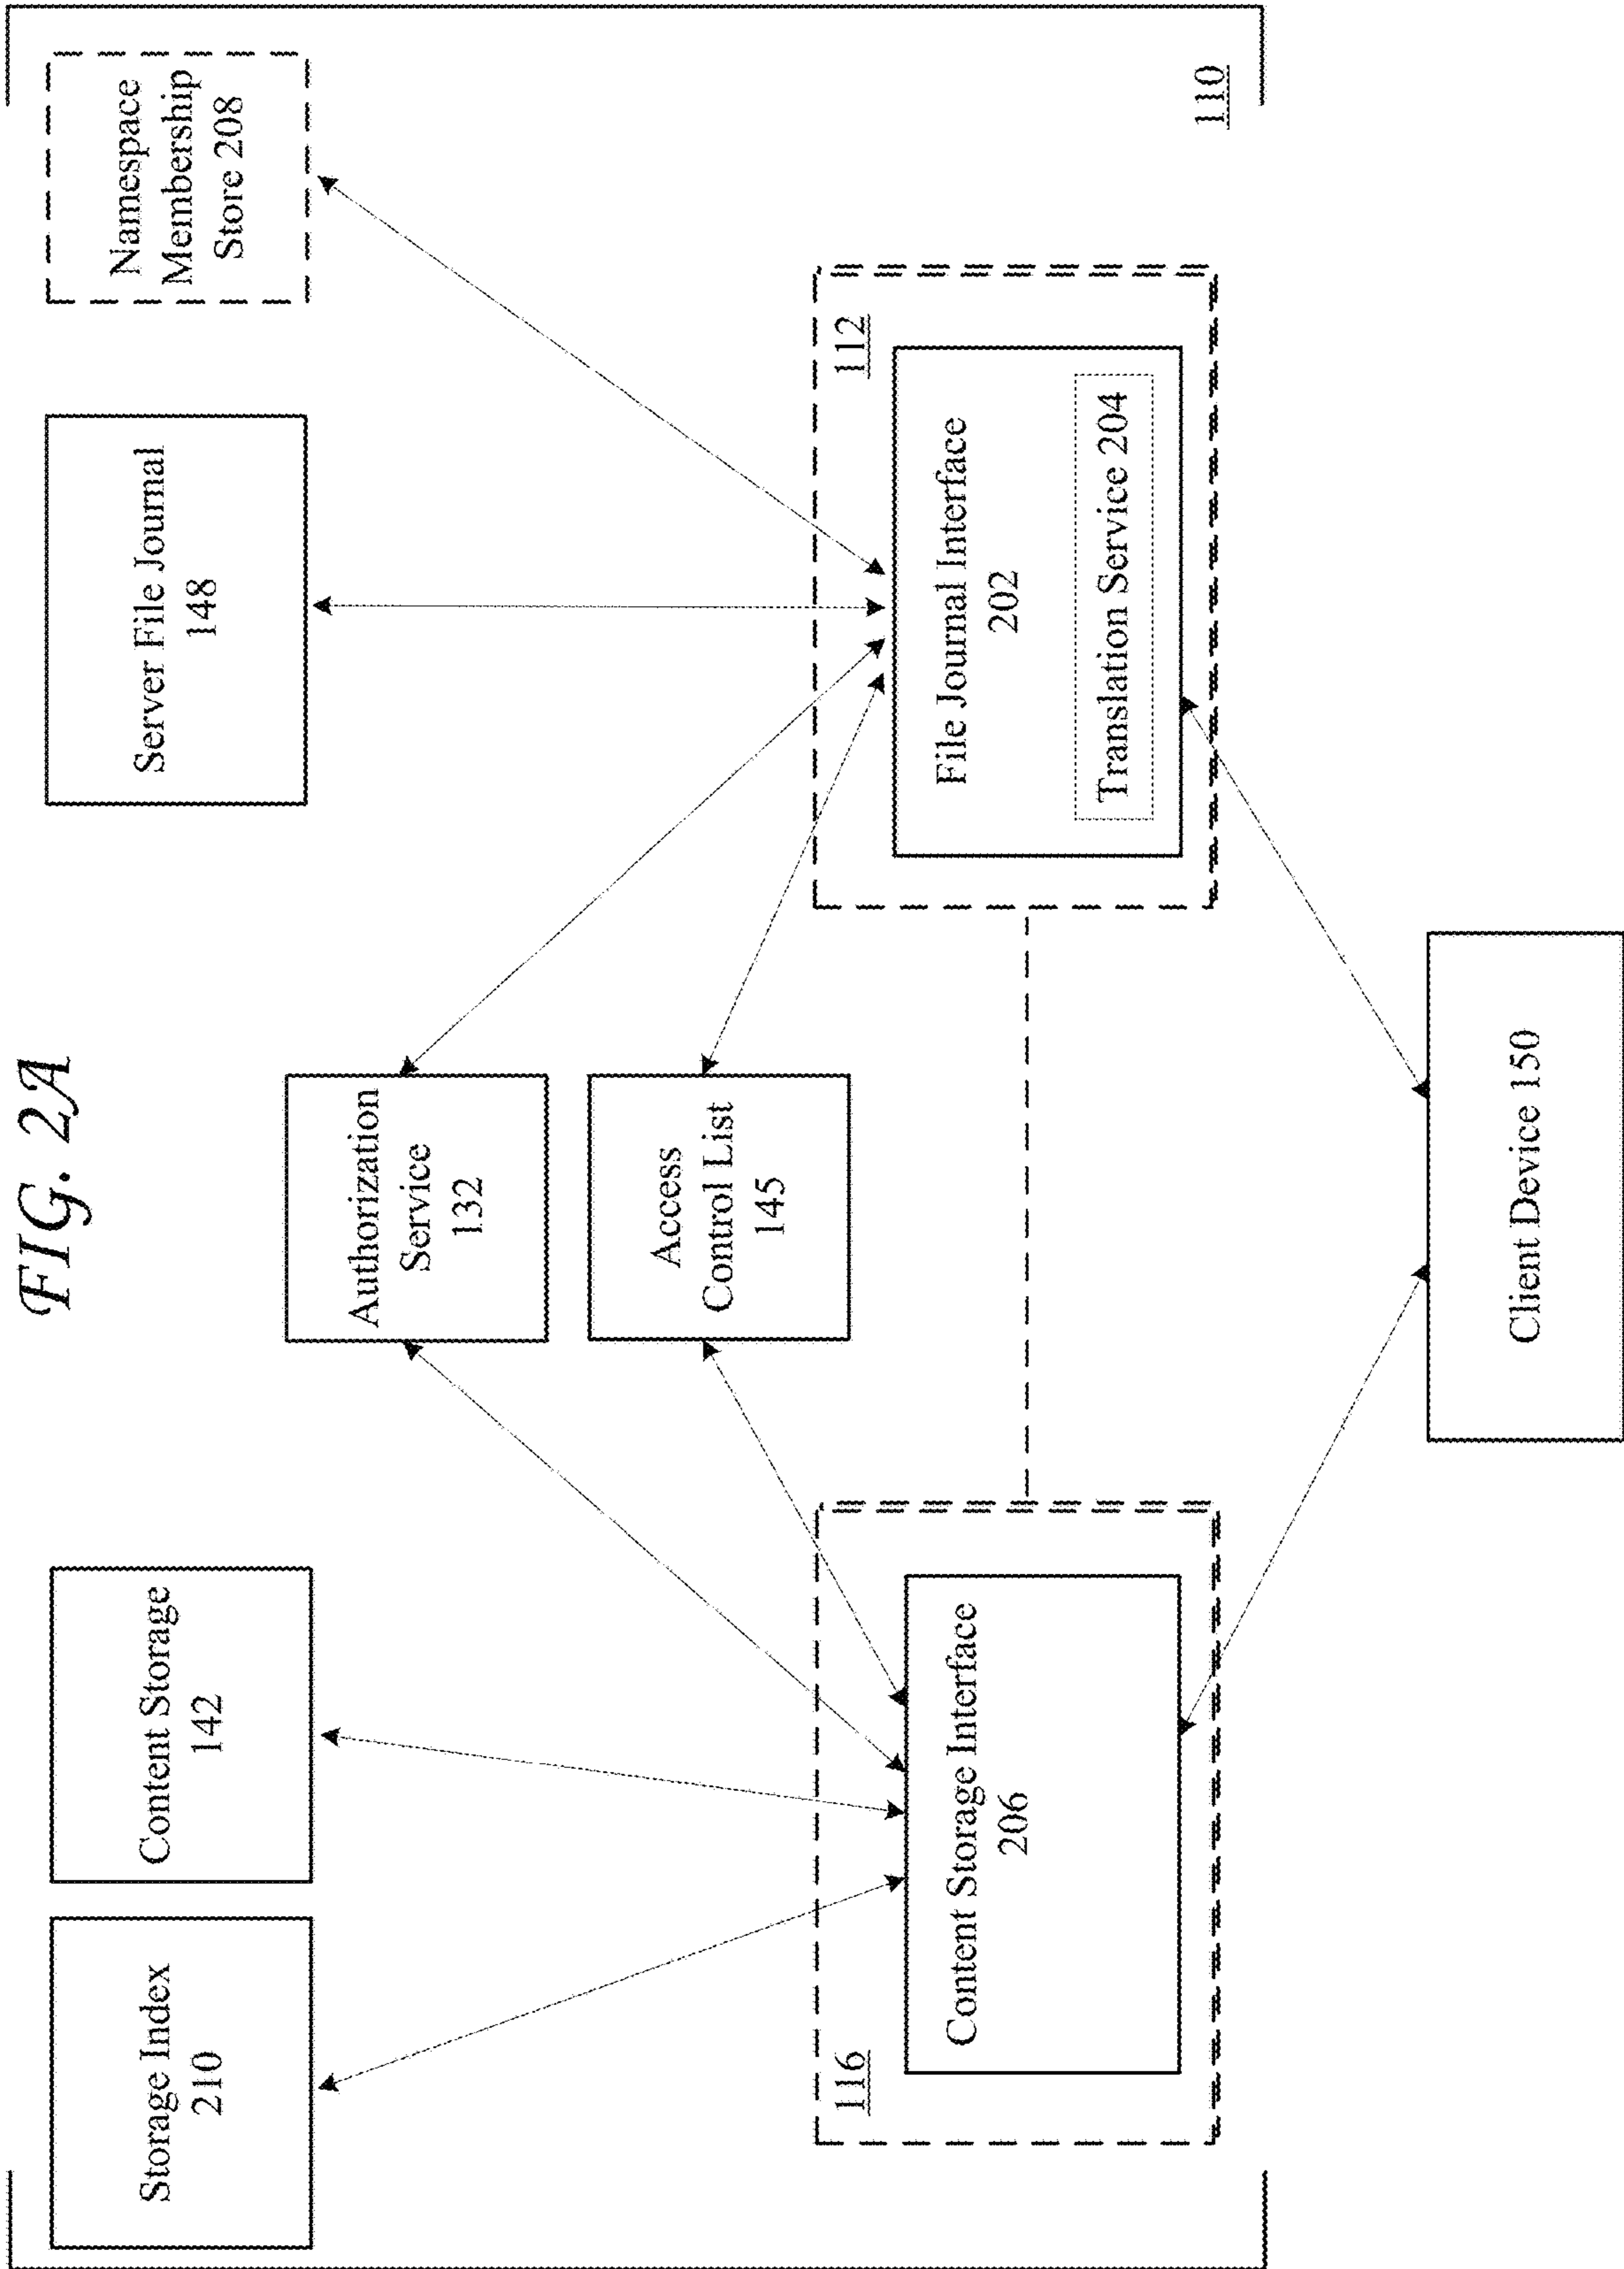 FIG. 2A
Storage Index
210
Content Storage
142
Authorization
Service
132
Access
Control List
145
Server File Journal
148
Namespace
Membership
Store 208
116
Content Storage Interface
206
112
File Journal Interface
202
Translation Service 204
110
Client Device 150